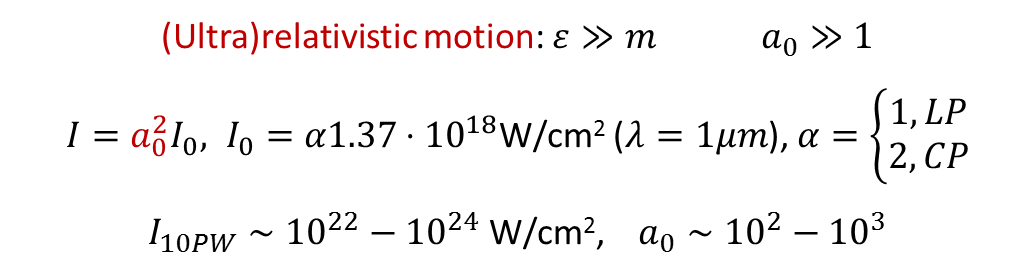 (Ultra)relativistic motion: ε ≫ m a₀ ≫ 1
I = a₀²I₀, I₀ = α1.37 · 10¹⁸W/cm² (λ = 1μm), α = {1, LP
2, CP
I₁₀PW ~ 10²² − 10²⁴ W/cm², a₀ ~ 10² − 10³